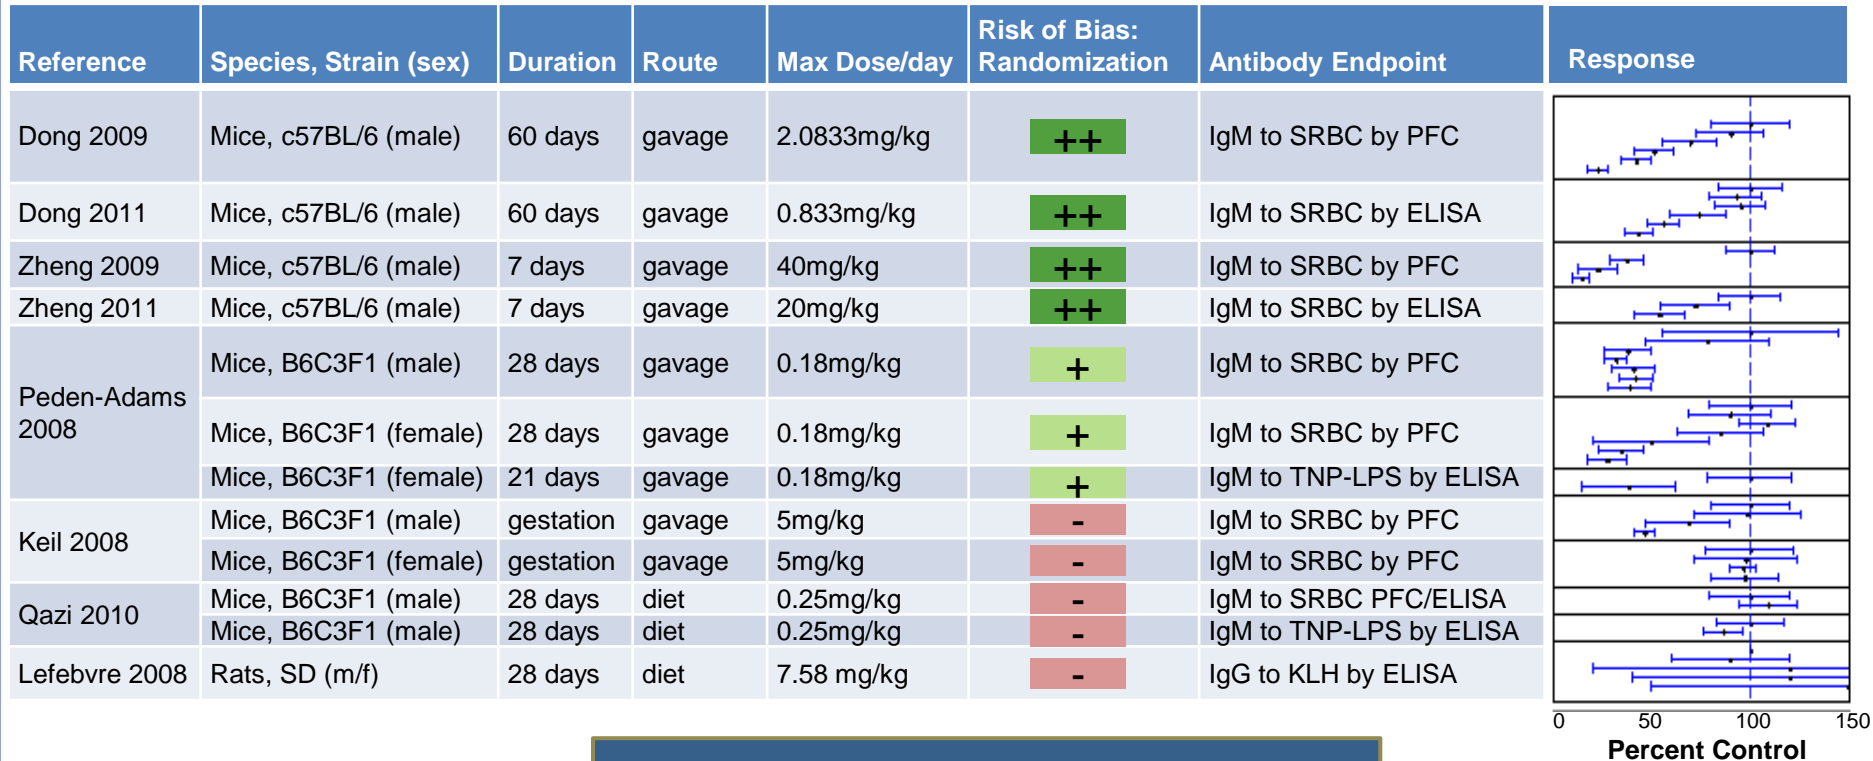 Reference Species, Strain (sex) Duration Route Max Dose/day Risk of Bias: Randomization Antibody Endpoint Response
Dong 2009 Mice, c57BL/6 (male) 60 days gavage 2.0833mg/kg ++ IgM to SRBC by PFC
Dong 2011 Mice, c57BL/6 (male) 60 days gavage 0.833mg/kg ++ IgM to SRBC by ELISA
Zheng 2009 Mice, c57BL/6 (male) 7 days gavage 40mg/kg ++ IgM to SRBC by PFC
Zheng 2011 Mice, c57BL/6 (male) 7 days gavage 20mg/kg ++ IgM to SRBC by ELISA
Peden-Adams 2008 Mice, B6C3F1 (male) 28 days gavage 0.18mg/kg + IgM to SRBC by PFC
Mice, B6C3F1 (female) 28 days gavage 0.18mg/kg + IgM to SRBC by PFC
Mice, B6C3F1 (female) 21 days gavage 0.18mg/kg + IgM to TNP-LPS by ELISA
Keil 2008 Mice, B6C3F1 (male) gestation gavage 5mg/kg - IgM to SRBC by PFC
Mice, B6C3F1 (female) gestation gavage 5mg/kg - IgM to SRBC by PFC
Qazi 2010 Mice, B6C3F1 (male) 28 days diet 0.25mg/kg - IgM to SRBC PFC/ELISA
Mice, B6C3F1 (male) 28 days diet 0.25mg/kg - IgM to TNP-LPS by ELISA
Lefebvre 2008 Rats, SD (m/f) 28 days diet 7.58 mg/kg - IgG to KLH by ELISA
0 50 100 150
Percent Control